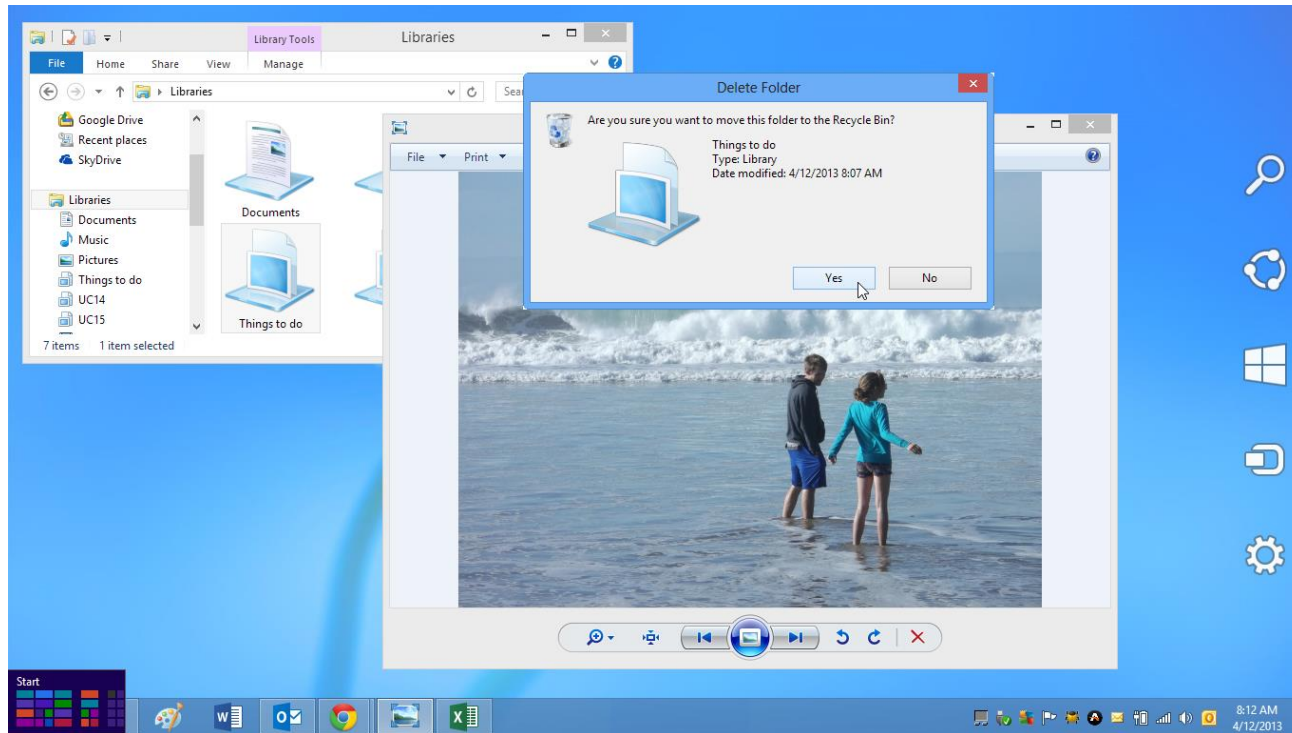 Library Tools
Libraries
File
Home
Share
View
Manage
Libraries
Sea
Google Drive
Recent places
SkyDrive
Libraries
Documents
Music
Pictures
Things to do
UC14
UC15
Documents
Things to do
7 items
1 item selected
File
Print
Delete Folder
Are you sure you want to move this folder to the Recycle Bin?
Things to do
Type: Library
Date modified: 4/12/2013 8:07 AM
Yes
No
Start
8:12 AM
4/12/2013